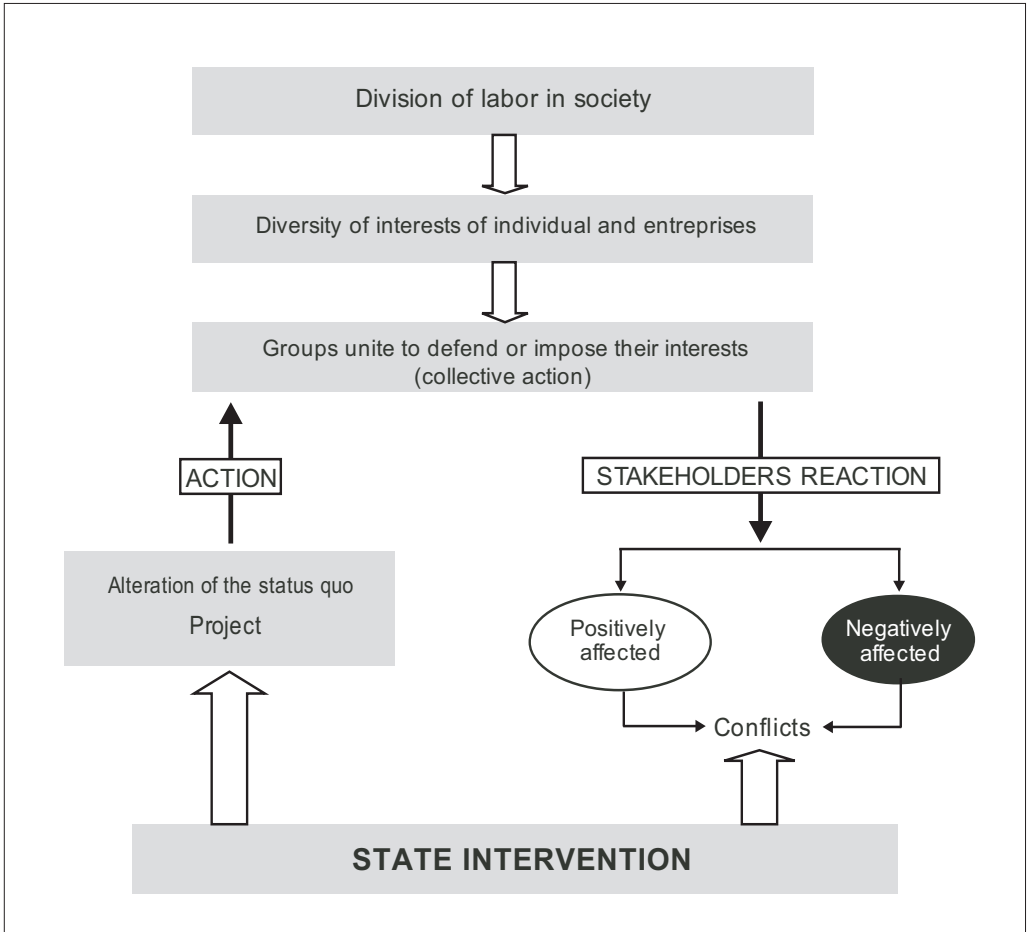 Division of labor in society
Diversity of interests of individual and entreprises
Groups unite to defend or impose their interests
(collective action)
ACTION
STAKEHOLDERS REACTION
Alteration of the status quo
Project
Positively
affected
Negatively
affected
Conflicts
STATE INTERVENTION